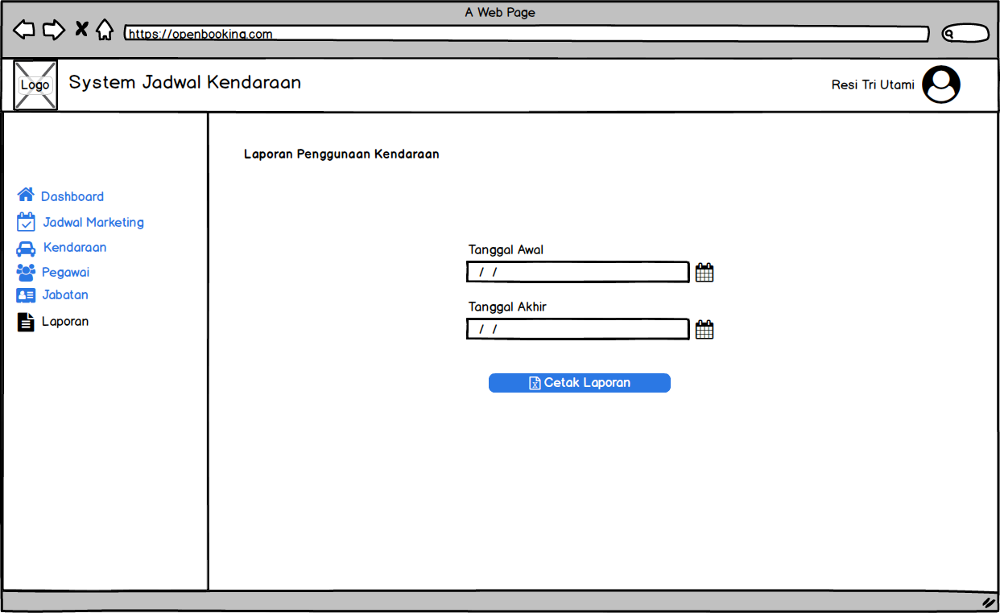 A Web Page
https://openbooking.com
Logo
System Jadwal Kendaraan
Resi Tri Utami
Laporan Penggunaan Kendaraan
Dashboard
Jadwal Marketing
Kendaraan
Pegawai
Jabatan
Laporan
Tanggal Awal
/ /
Tanggal Akhir
/ /
Cetak Laporan